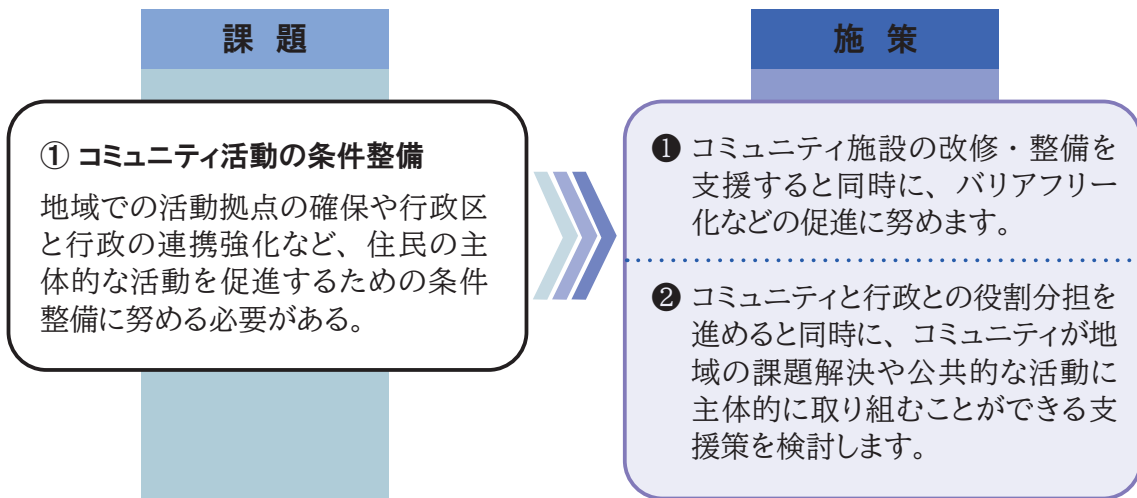 課 題
① コミュニティ活動の条件整備
地域での活動拠点の確保や行政区
と行政の連携強化など、住民の主
体的な活動を促進するための条件
整備に努める必要がある。
施 策
❶ コミュニティ施設の改修・整備を
支援すると同時に、バリアフリー
化などの促進に努めます。
❷ コミュニティと行政との役割分担を
進めると同時に、コミュニティが地
域の課題解決や公共的な活動に
主体的に取り組むことができる支
援策を検討します。